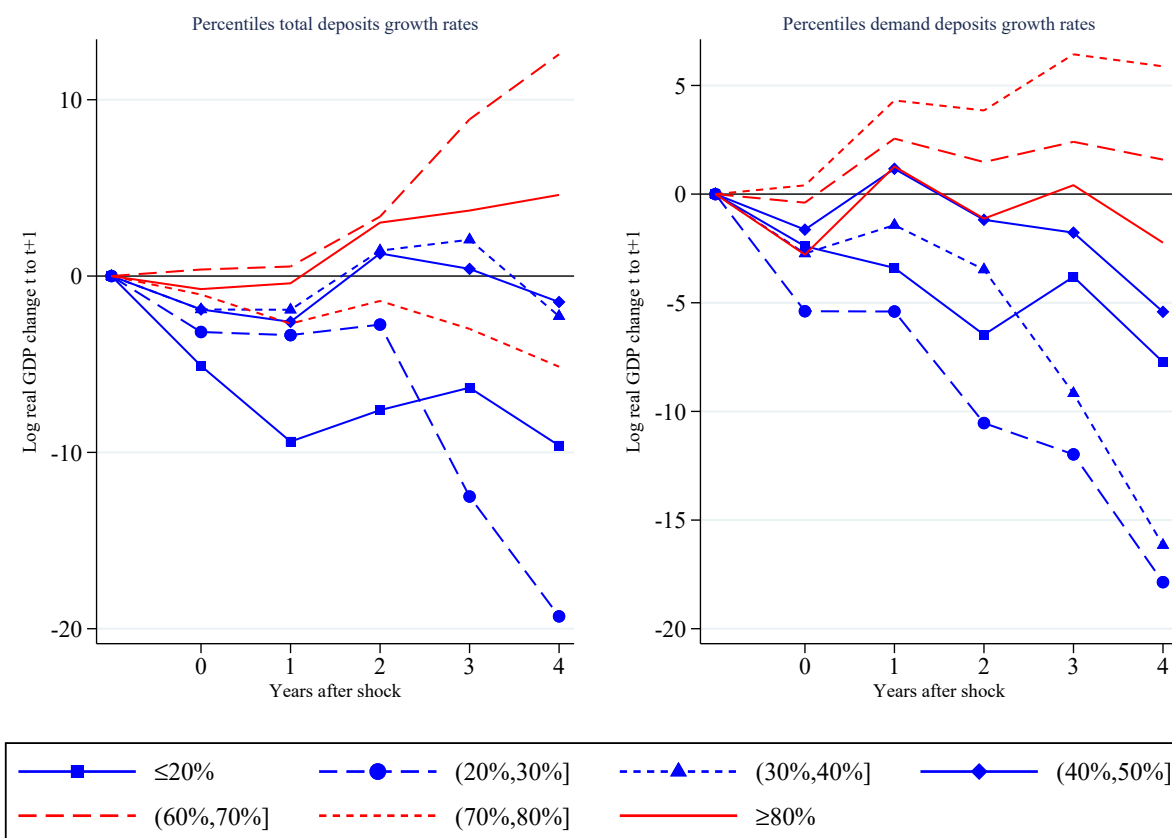 Percentiles total deposits growth rates
Log real GDP change t to t+1
10
0
-10
-20
0 1 2 3 4
Years after shock
Percentiles demand deposits growth rates
Log real GDP change t to t+1
5
0
-5
-10
-15
-20
0 1 2 3 4
Years after shock
≤20% (20%,30%] (30%,40%] (40%,50%]
(60%,70%] (70%,80%] ≥80%